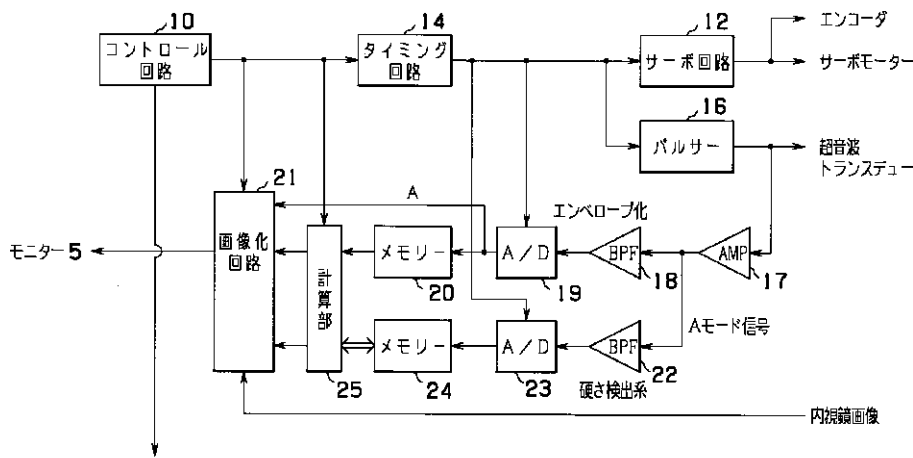 10
コントロール
回路
14
タイミング
回路
12
サーボ回路
エンコーダ
サーボモーター
16
パルサー
超音波
トランスデュー
21
画像化
回路
A
エンベロープ化
モニター5
計算部
メモリー
A/D
BPF
AMP
20
19
18
17
Aモード信号
メモリー
A/D
BPF
25
24
23
22
硬さ検出系
内視鏡画像